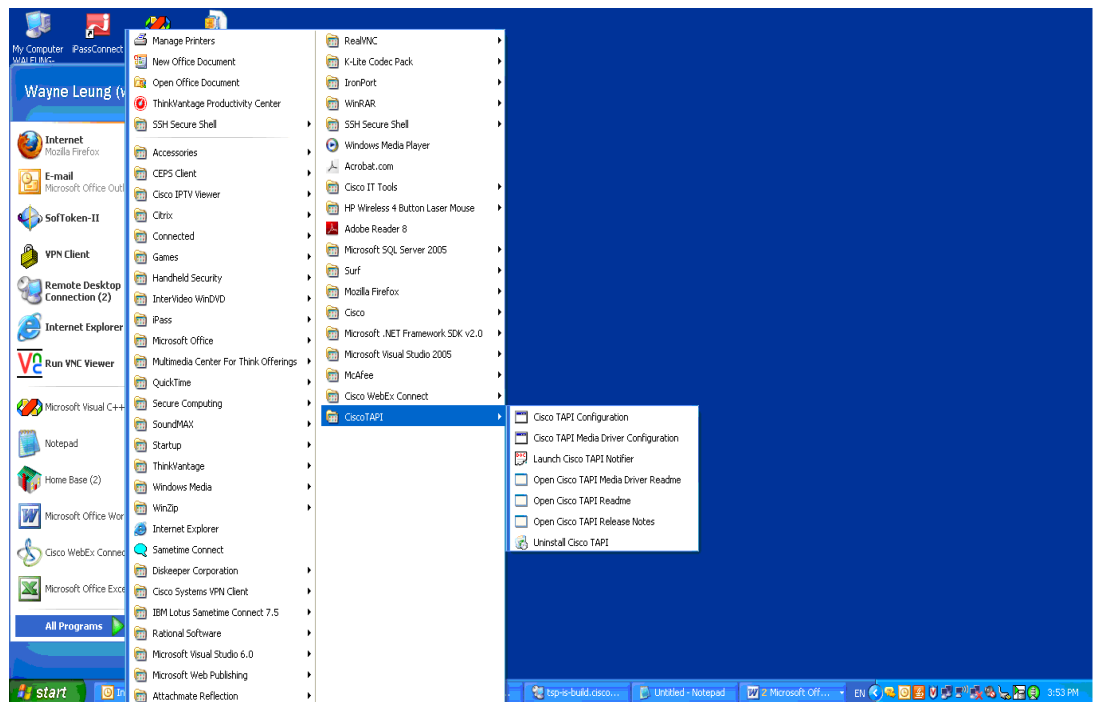 My Computer
WALEUNG-
iPassConnect
Wayne Leung (w
Internet
Mozilla Firefox
E-mail
Microsoft Office Outl
SofToken-II
VPN Client
Remote Desktop
Connection (2)
Internet Explorer
Run VNC Viewer
Microsoft Visual C++
Notepad
Home Base (2)
Microsoft Office Wor
Cisco WebEx Connec
Microsoft Office Exce
All Programs
Manage Printers
New Office Document
Open Office Document
ThinkVantage Productivity Center
SSH Secure Shell
Accessories
CEPS Client
Cisco IPTV Viewer
Citrix
Connected
Games
Handheld Security
InterVideo WinDVD
iPass
Microsoft Office
Multimedia Center For Think Offerings
QuickTime
Secure Computing
SoundMAX
Startup
ThinkVantage
Windows Media
WinZip
Internet Explorer
Sametime Connect
Diskeeper Corporation
Cisco Systems VPN Client
IBM Lotus Sametime Connect 7.5
Rational Software
Microsoft Visual Studio 6.0
Microsoft Web Publishing
Attachmate Reflection
RealVNC
K-Lite Codec Pack
IronPort
WinRAR
SSH Secure Shell
Windows Media Player
Acrobat.com
Cisco IT Tools
HP Wireless 4 Button Laser Mouse
Adobe Reader 8
Microsoft SQL Server 2005
Surf
Mozilla Firefox
Cisco
Microsoft .NET Framework SDK v2.0
Microsoft Visual Studio 2005
McAfee
Cisco WebEx Connect
CiscoTAPI
Cisco TAPI Configuration
Cisco TAPI Media Driver Configuration
Launch Cisco TAPI Notifier
Open Cisco TAPI Media Driver Readme
Open Cisco TAPI Readme
Open Cisco TAPI Release Notes
Uninstall Cisco TAPI
start
In
tsp-is-build.cisco...
Untitled - Notepad
2 Microsoft Off...
EN
3:53 PM